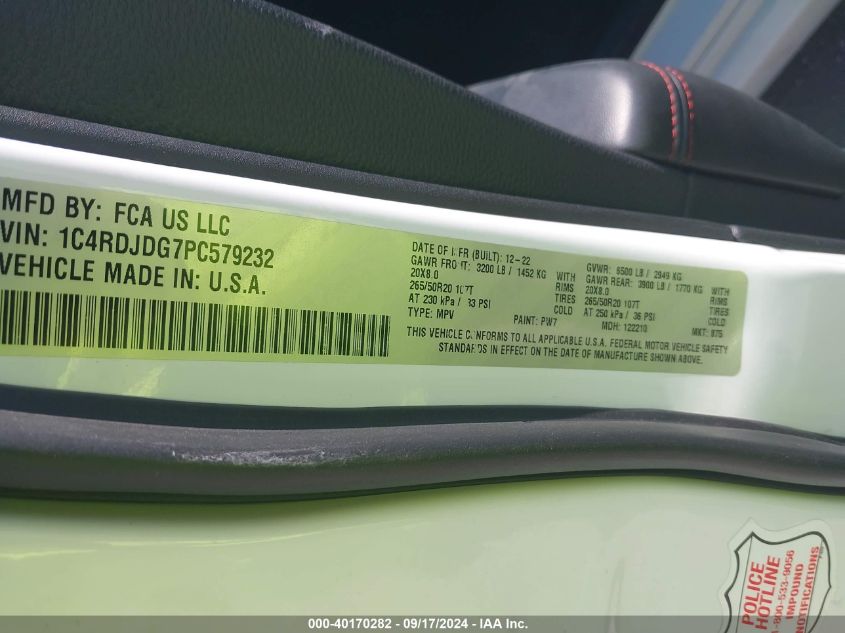 MFD BY: FCA US LLC
VIN: 1C4RDJDG7PC579232
VEHICLE MADE IN: U.S.A.
DATE OF MFR (BUILT): 12-22
GAWR FRONT: 3200 LB / 1452 KG WITH
20X8.0 RIMS
265/50R20 107T TIRES
AT 230 kPa / 33 PSI COLD
TYPE: MPV PAINT: PW7
GVWR: 6500 LB / 2949 KG
GAWR REAR: 3900 LB / 1770 KG WITH
20X8.0 RIMS
265/50R20 107T TIRES
AT 250 kPa / 36 PSI COLD
MDH: 122210 MKT: 975
THIS VEHICLE CONFORMS TO ALL APPLICABLE U.S.A. FEDERAL MOTOR VEHICLE SAFETY
STANDARDS IN EFFECT ON THE DATE OF MANUFACTURE SHOWN ABOVE.
POLICE
HOTLINE
1-800-533-9056
IMPOUND
NOTIFICATIONS
000-40170282 - 09/17/2024 - IAA Inc.